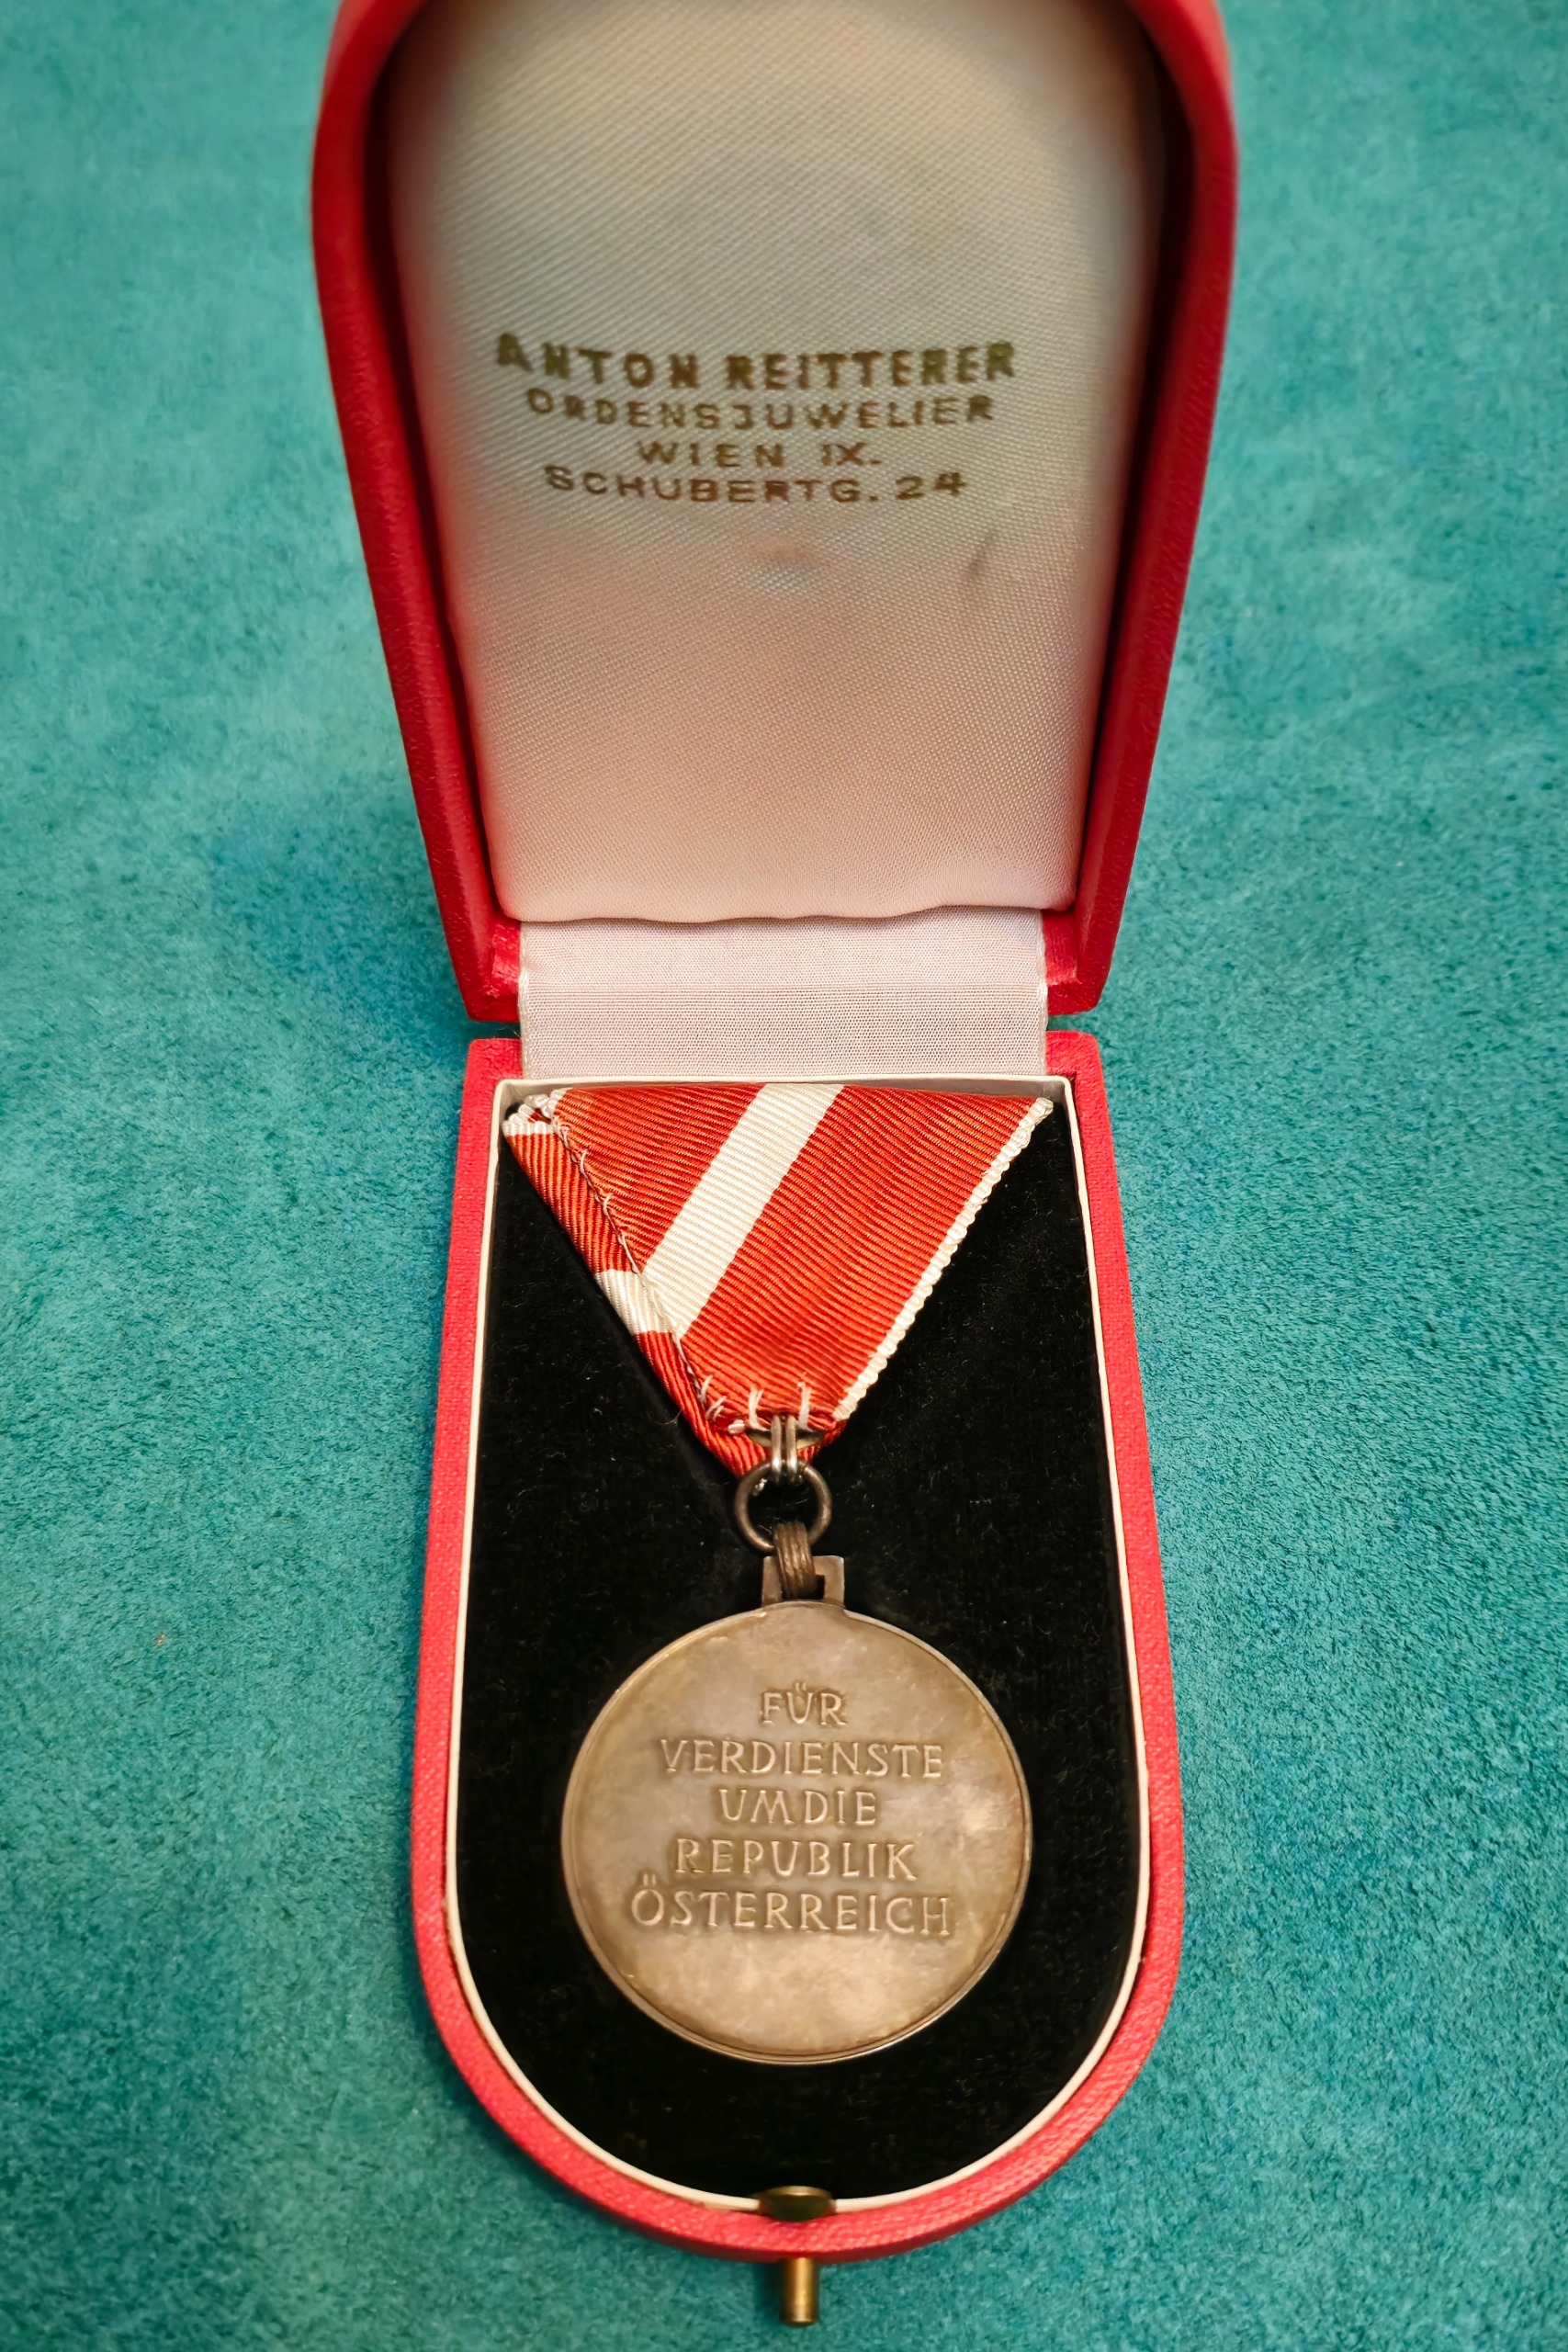 ANTON REITTERER
ORDENSJUWELIER
WIEN IX.
SCHUBERTG. 24
FÜR
VERDIENSTE
UM DIE
REPUBLIK
ÖSTERREICH